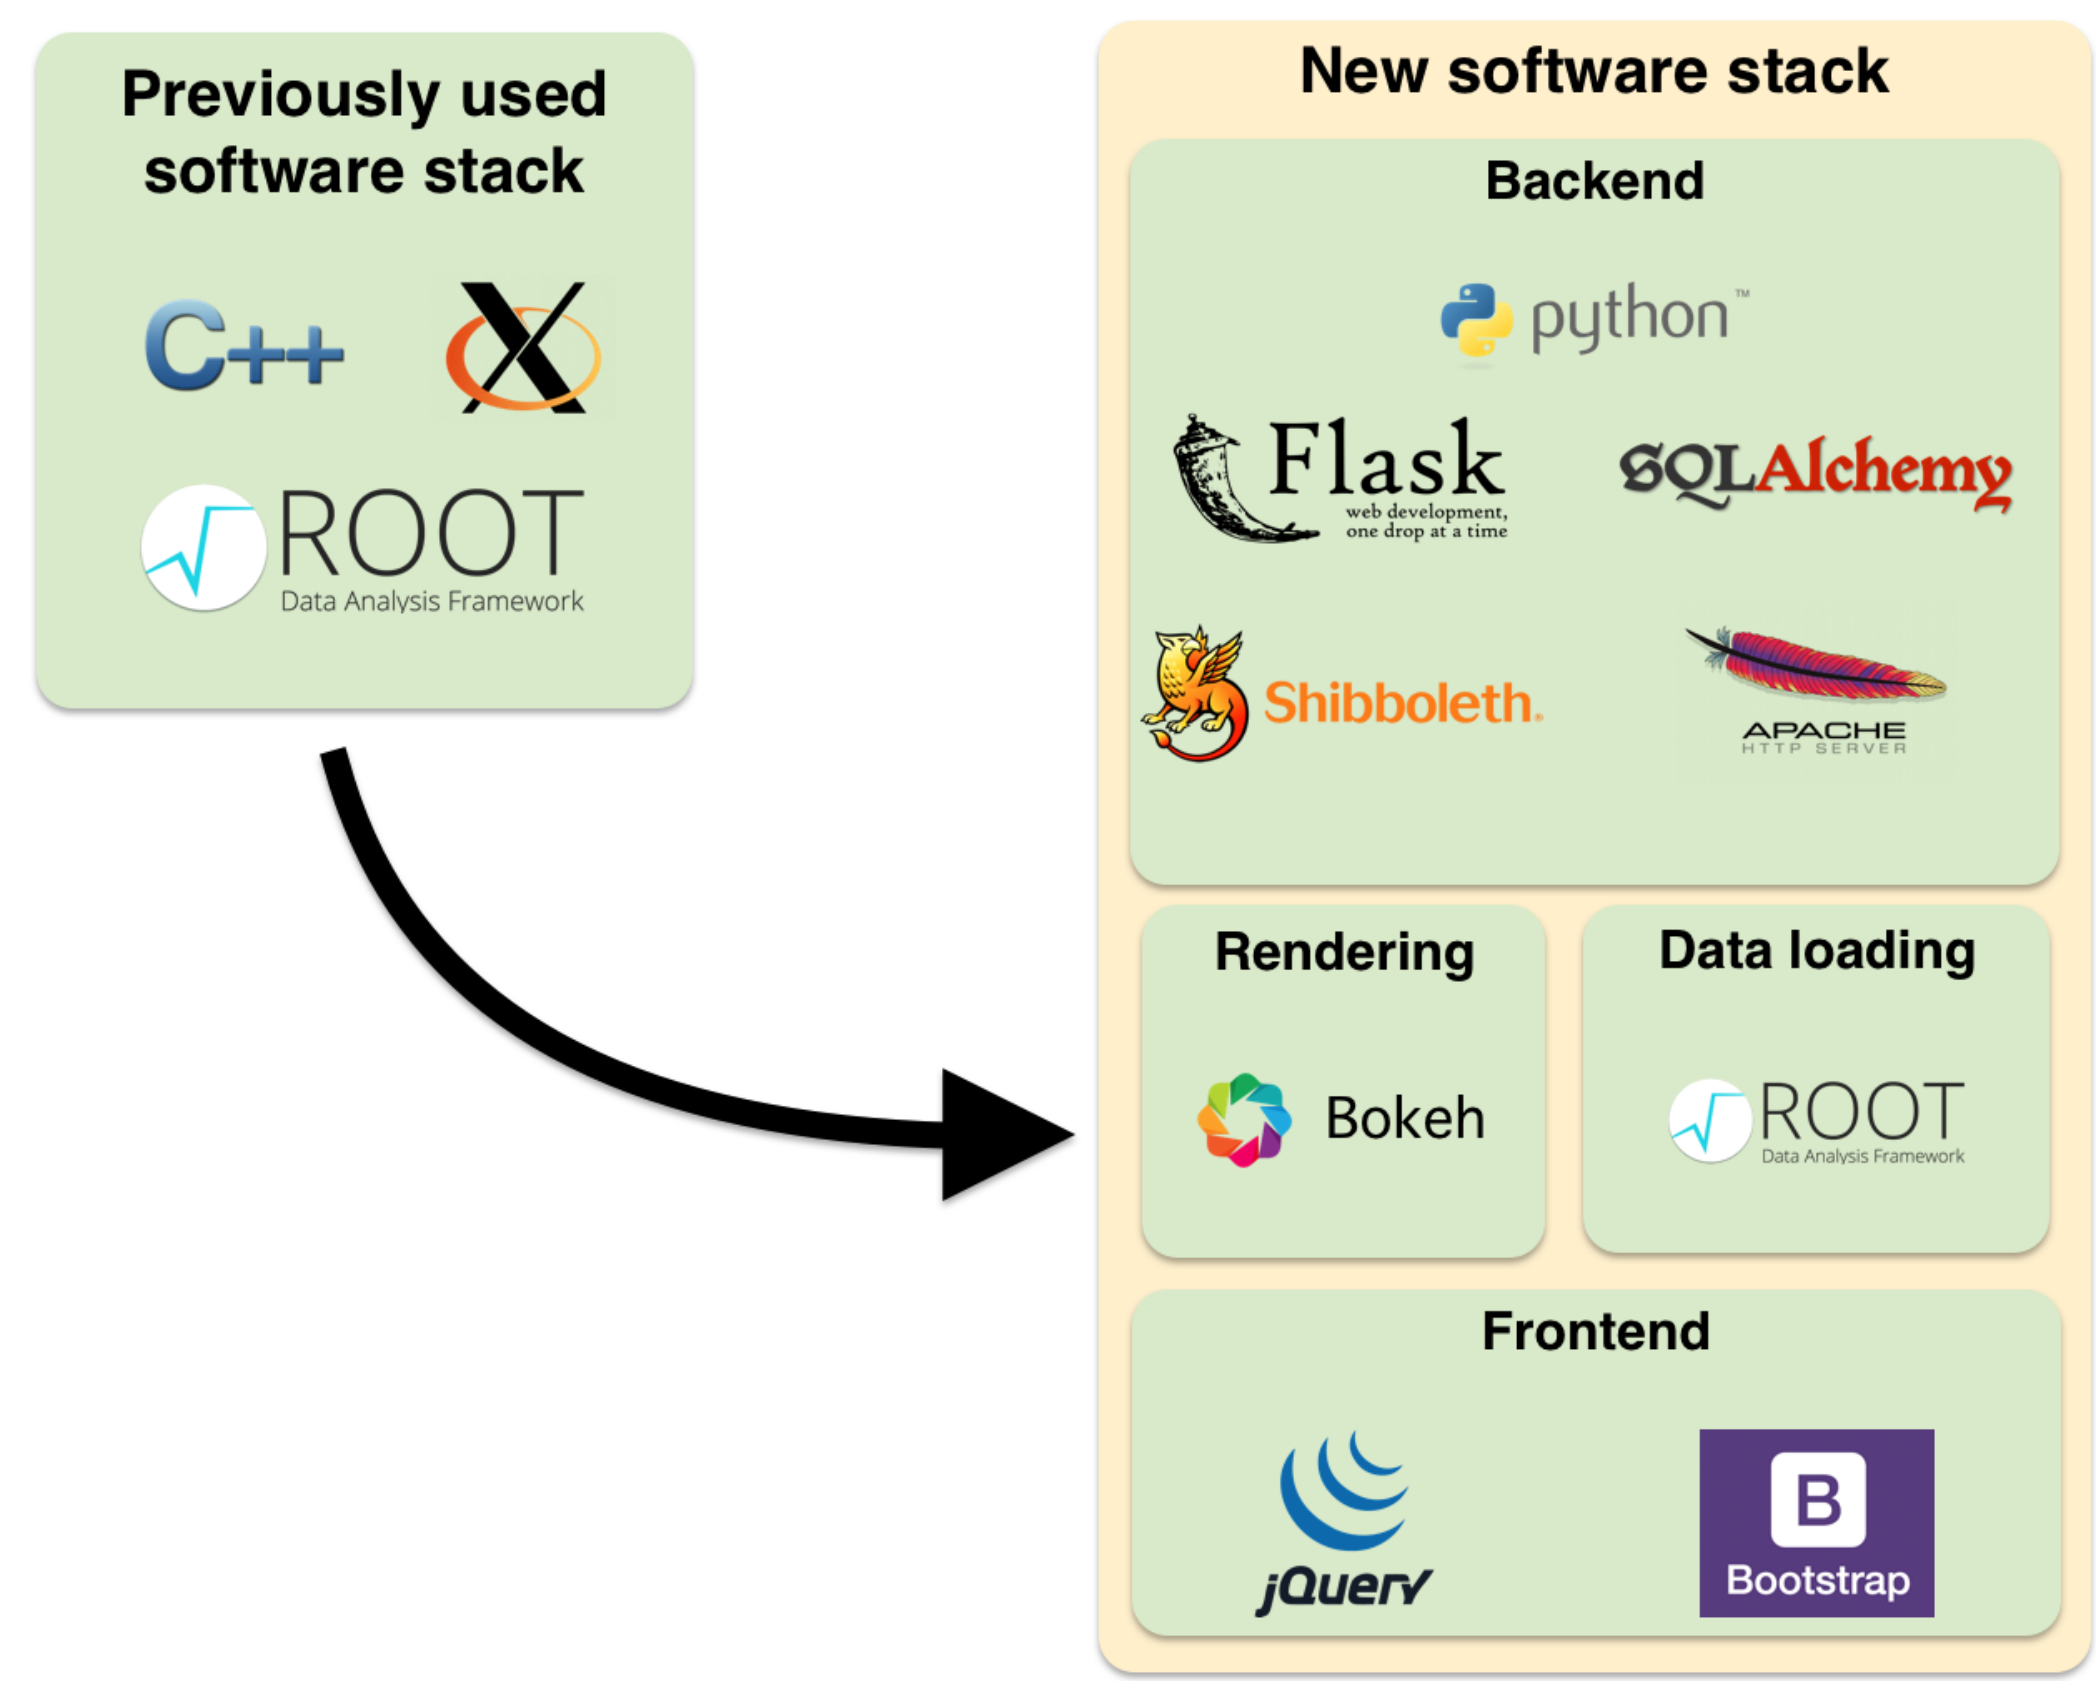 Previously used
software stack
C++
X
ROOT
Data Analysis Framework
New software stack
Backend
python™
Flask
web development,
one drop at a time
SQLAlchemy
Shibboleth®
APACHE
HTTP SERVER
Rendering
Bokeh
Data loading
ROOT
Data Analysis Framework
Frontend
jQuery
B
Bootstrap